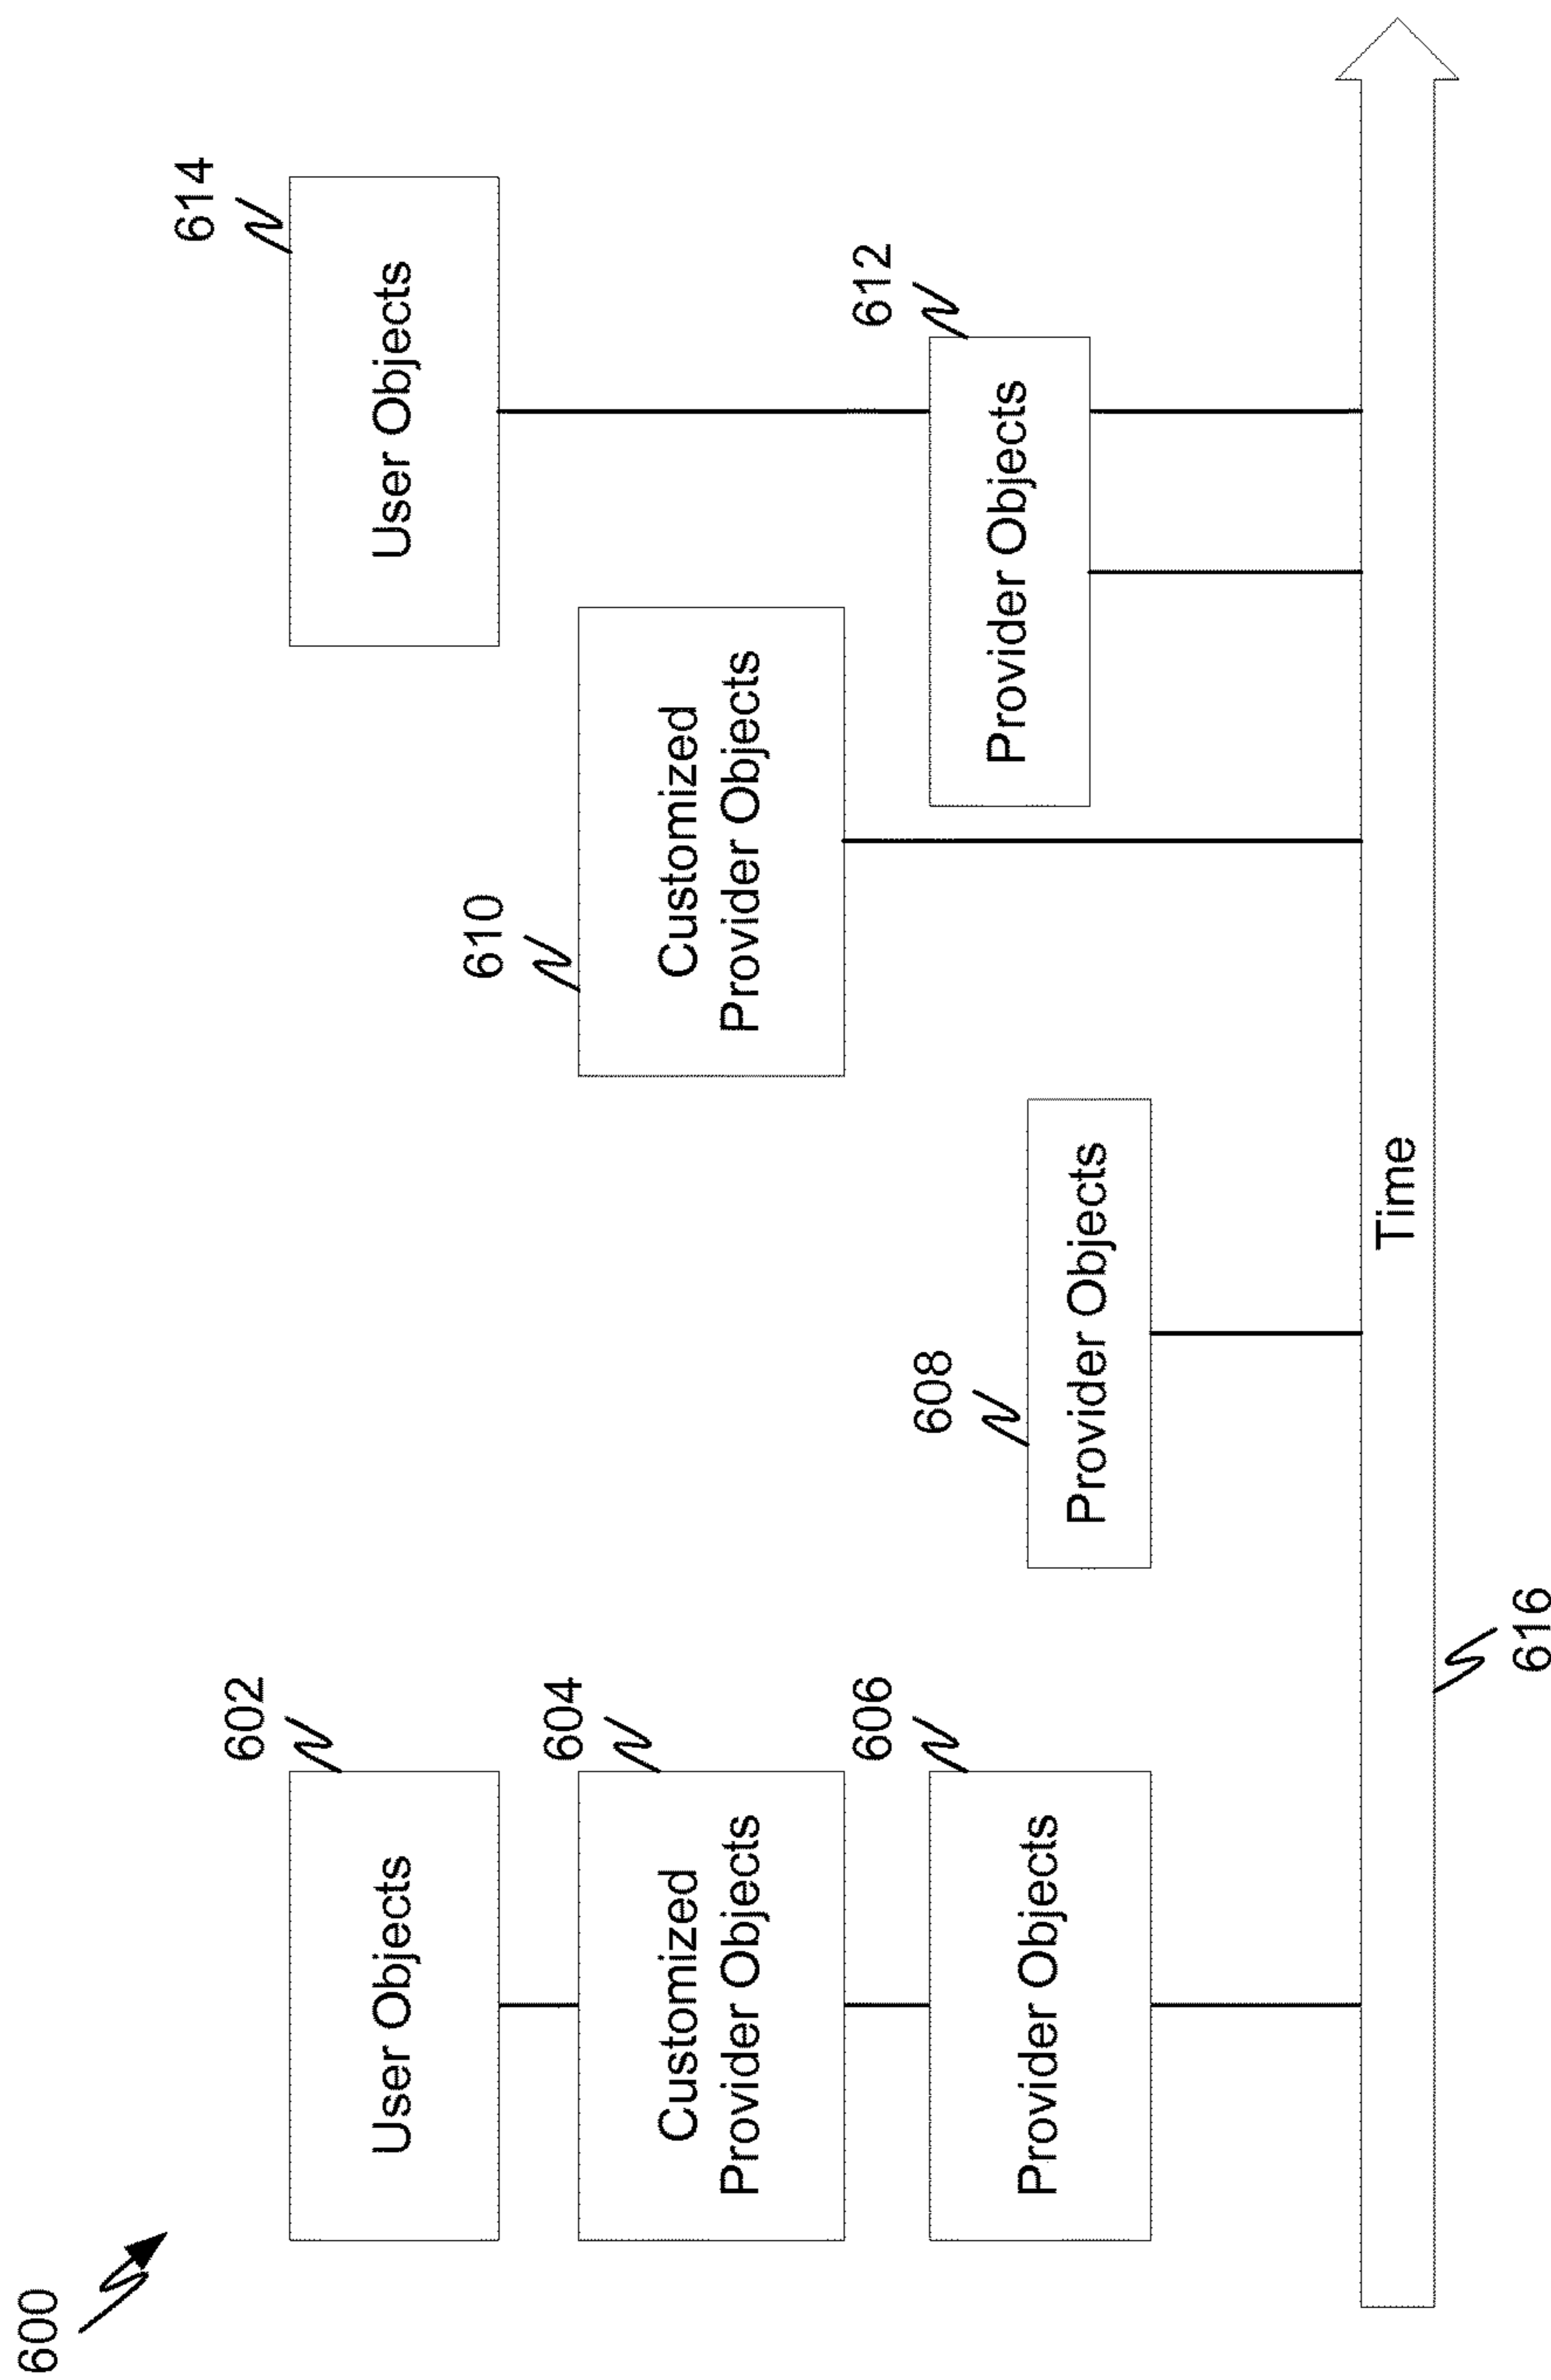 600
602
User Objects
604
Customized
Provider Objects
606
Provider Objects
608
Provider Objects
610
Customized
Provider Objects
612
Provider Objects
614
User Objects
Time
616